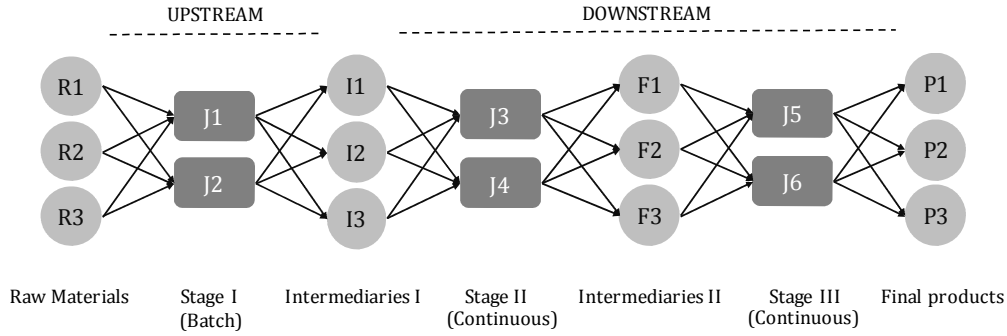 UPSTREAM
DOWNSTREAM
R1
R2
R3
J1
J2
I1
I2
I3
J3
J4
F1
F2
F3
J5
J6
P1
P2
P3
Raw Materials
Stage I
(Batch)
Intermediaries I
Stage II
(Continuous)
Intermediaries II
Stage III
(Continuous)
Final products